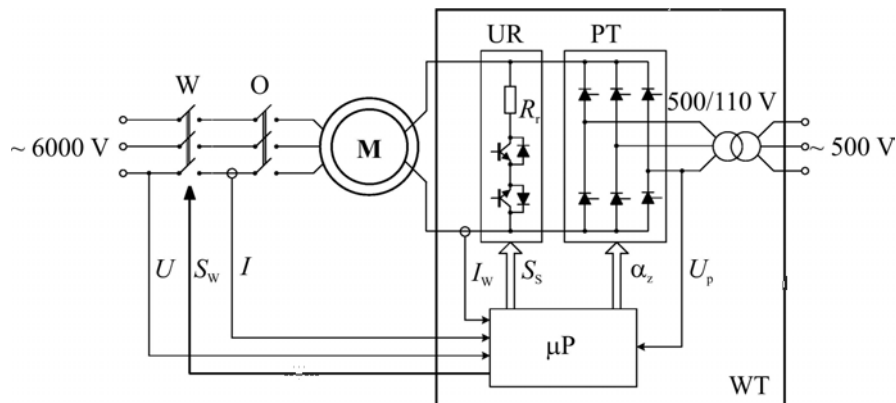 UR
PT
W
O
R_r
500/110 V
~ 6000 V
M
~ 500 V
U
S_W
I
I_W
S_S
α_z
U_p
μP
WT